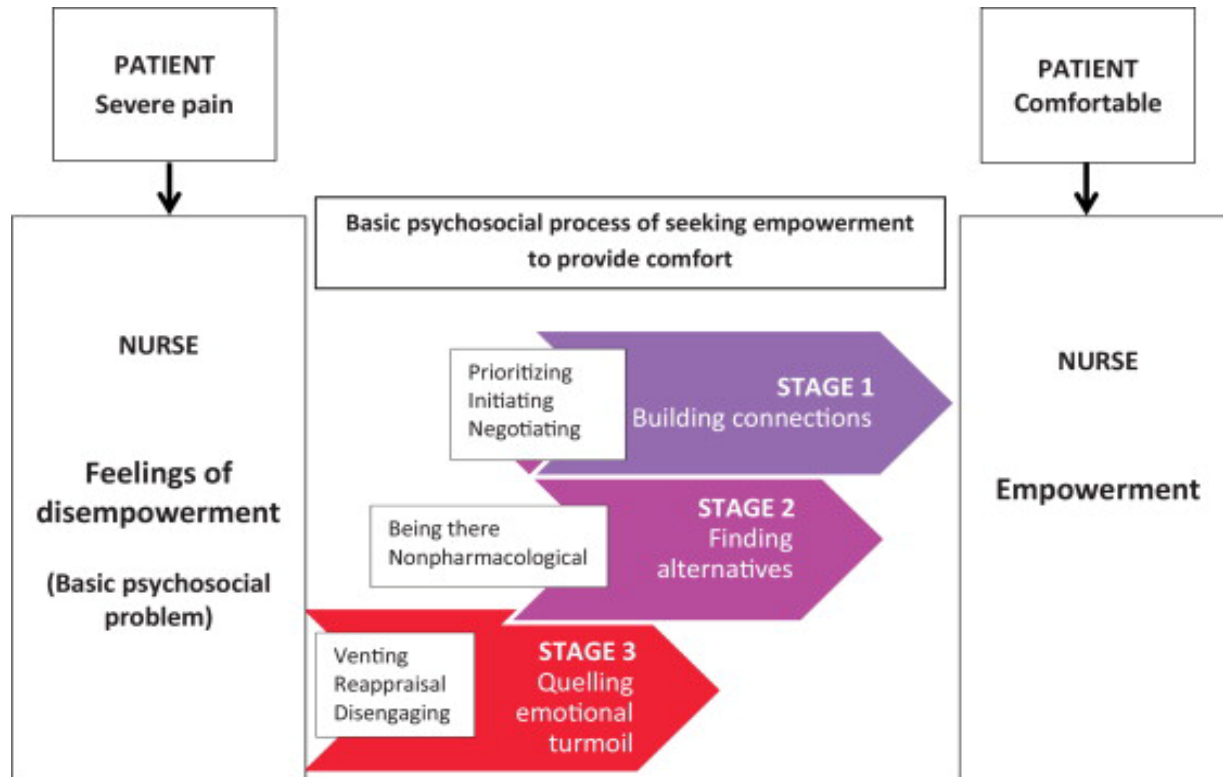 PATIENT
Severe pain
PATIENT
Comfortable
Basic psychosocial process of seeking empowerment
to provide comfort
NURSE
Feelings of
disempowerment
(Basic psychosocial
problem)
Prioritizing
Initiating
Negotiating
STAGE 1
Building connections
Being there
Nonpharmacological
STAGE 2
Finding
alternatives
Venting
Reappraisal
Disengaging
STAGE 3
Quelling
emotional
turmoil
NURSE
Empowerment